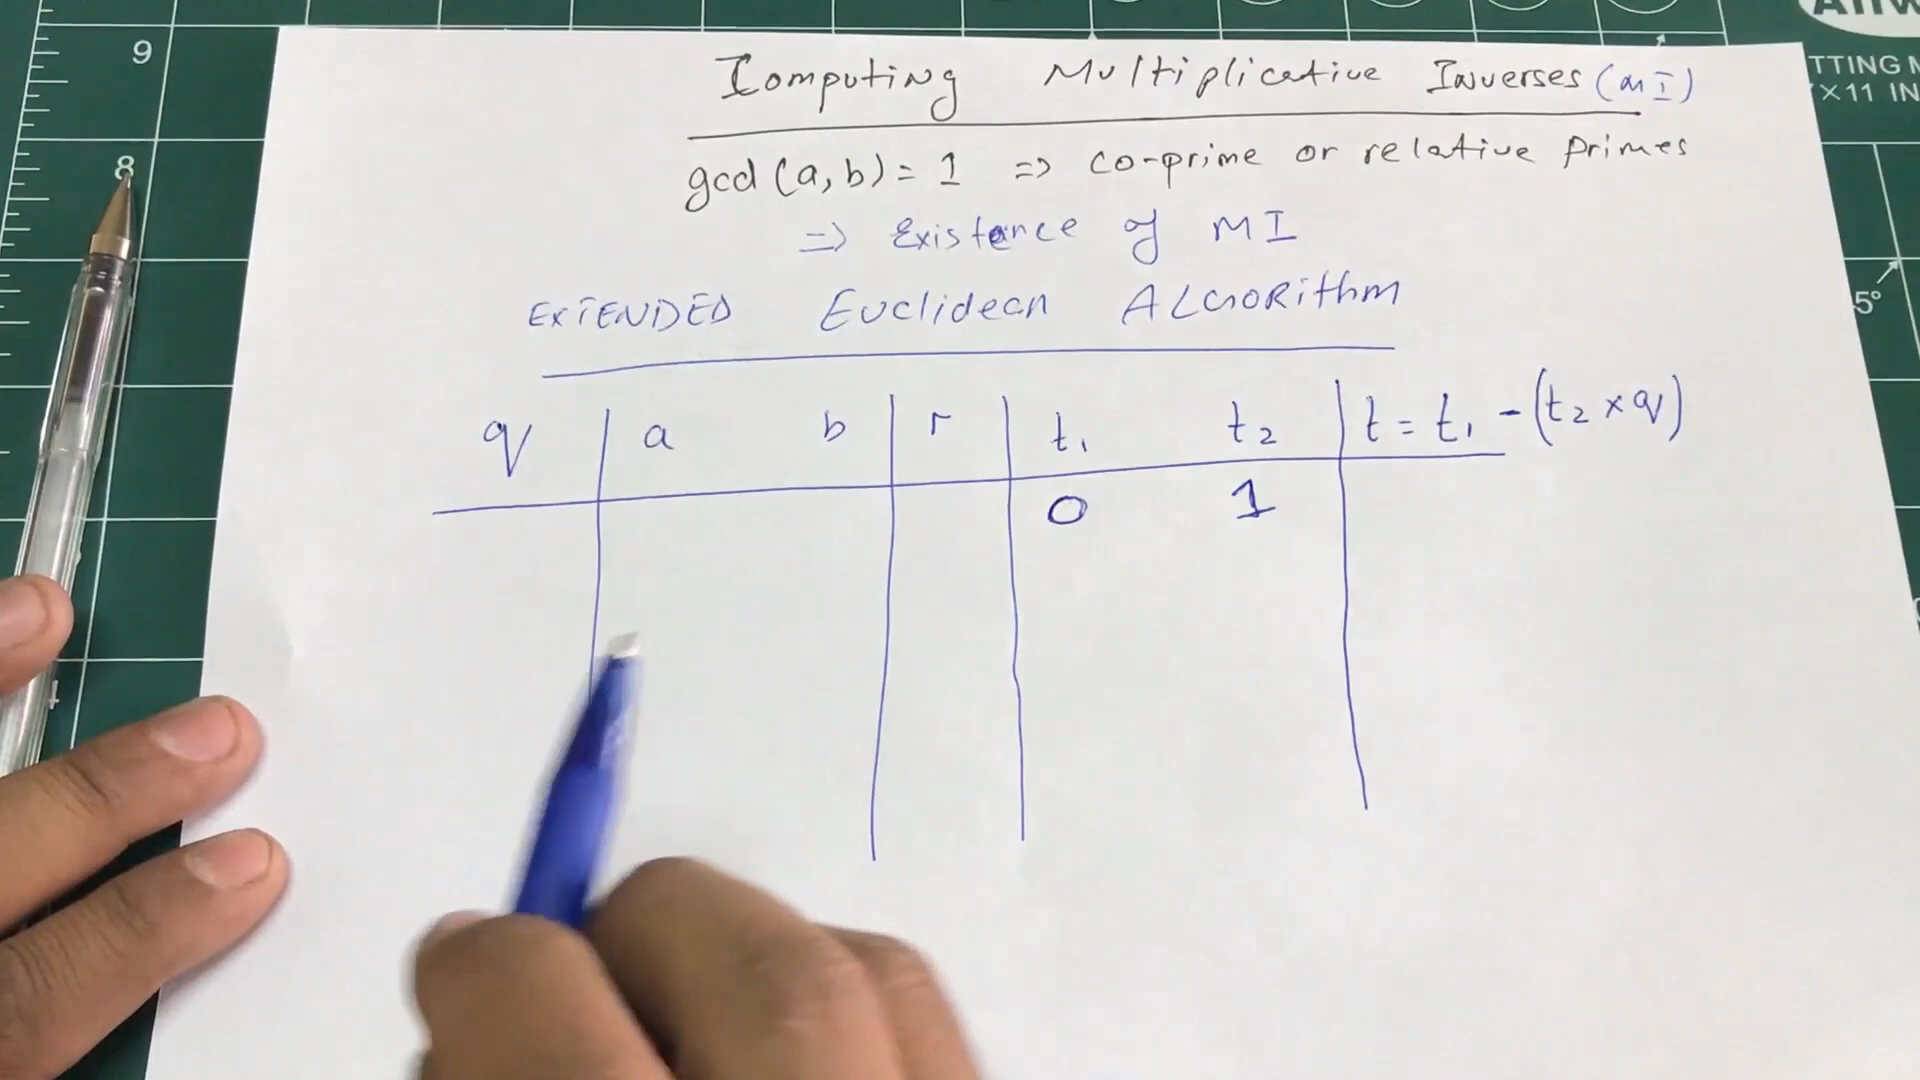 Computing Multiplicative Inverses (MI)
gcd (a, b) = 1 => co-prime or relative primes
=> Existence of MI
EXTENDED Euclidean ALGORithm
q a b r t₁ t₂ t = t₁ - (t₂ × q)
0 1
9
8
5°
TTING
X11 IN